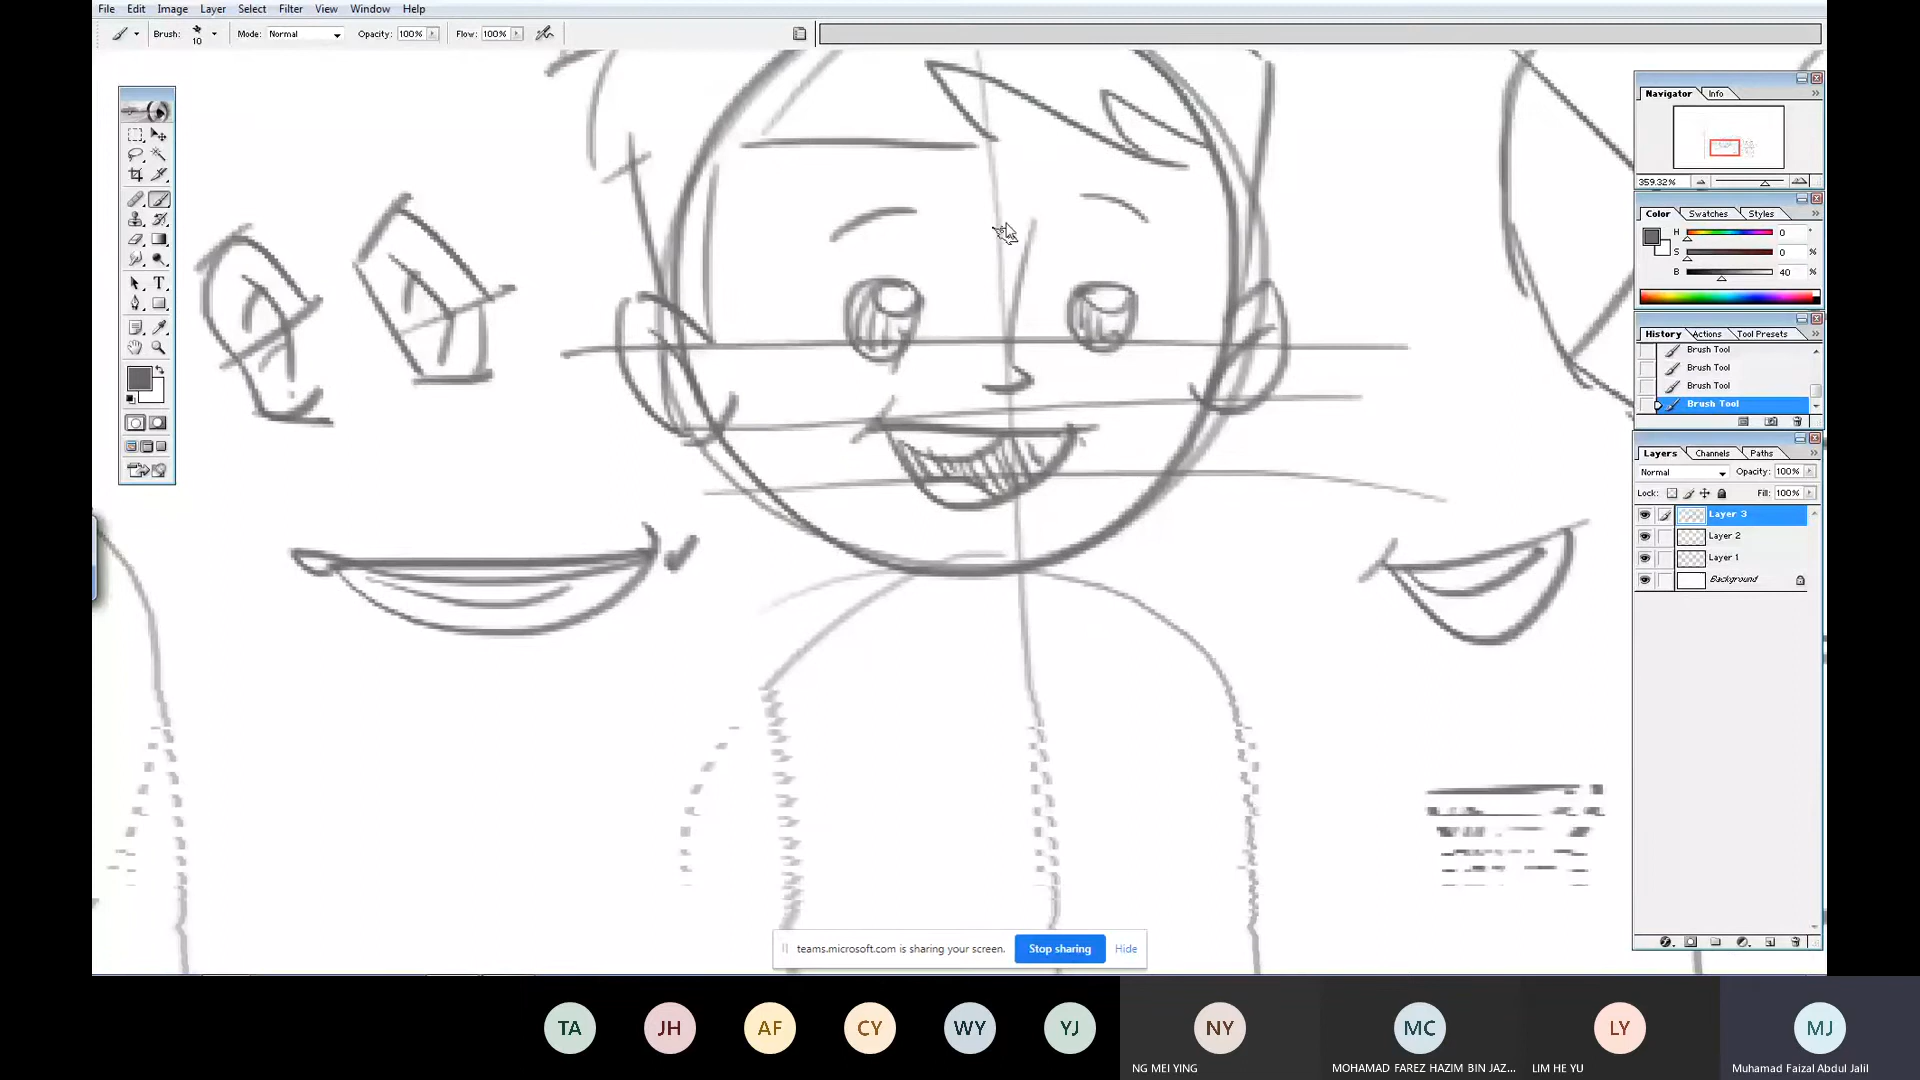 File Edit Image Layer Select Filter View Window Help
Brush: 10 Mode: Normal Opacity: 100% Flow: 100%
Navigator Info
359.32%
Color Swatches Styles
H 0 °
S 0 %
B 40 %
History Actions Tool Presets
Brush Tool
Brush Tool
Brush Tool
Brush Tool
Layers Channels Paths
Normal Opacity: 100%
Lock: Fill: 100%
Layer 3
Layer 2
Layer 1
Background
teams.microsoft.com is sharing your screen. Stop sharing Hide
TA JH AF CY WY YJ NY MC LY MJ
NG MEI YING MOHAMAD FAREZ HAZIM BIN JAZ... LIM HE YU Muhamad Faizal Abdul Jalil